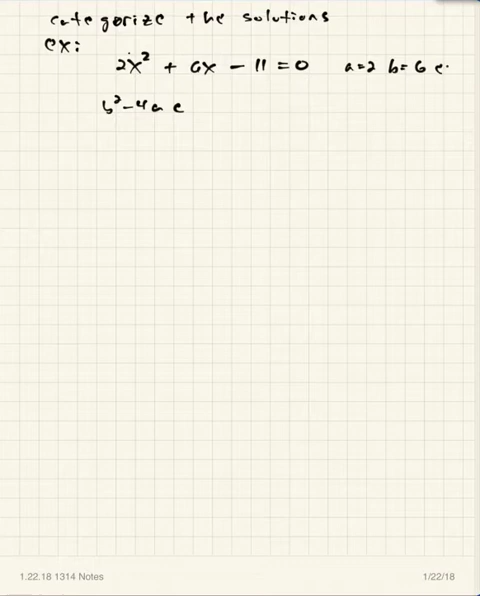 categorize the solutions
ex:
2x² + 6x - 11 = 0 a=2 b=6 c
b²-4ac
1.22.18 1314 Notes
1/22/18